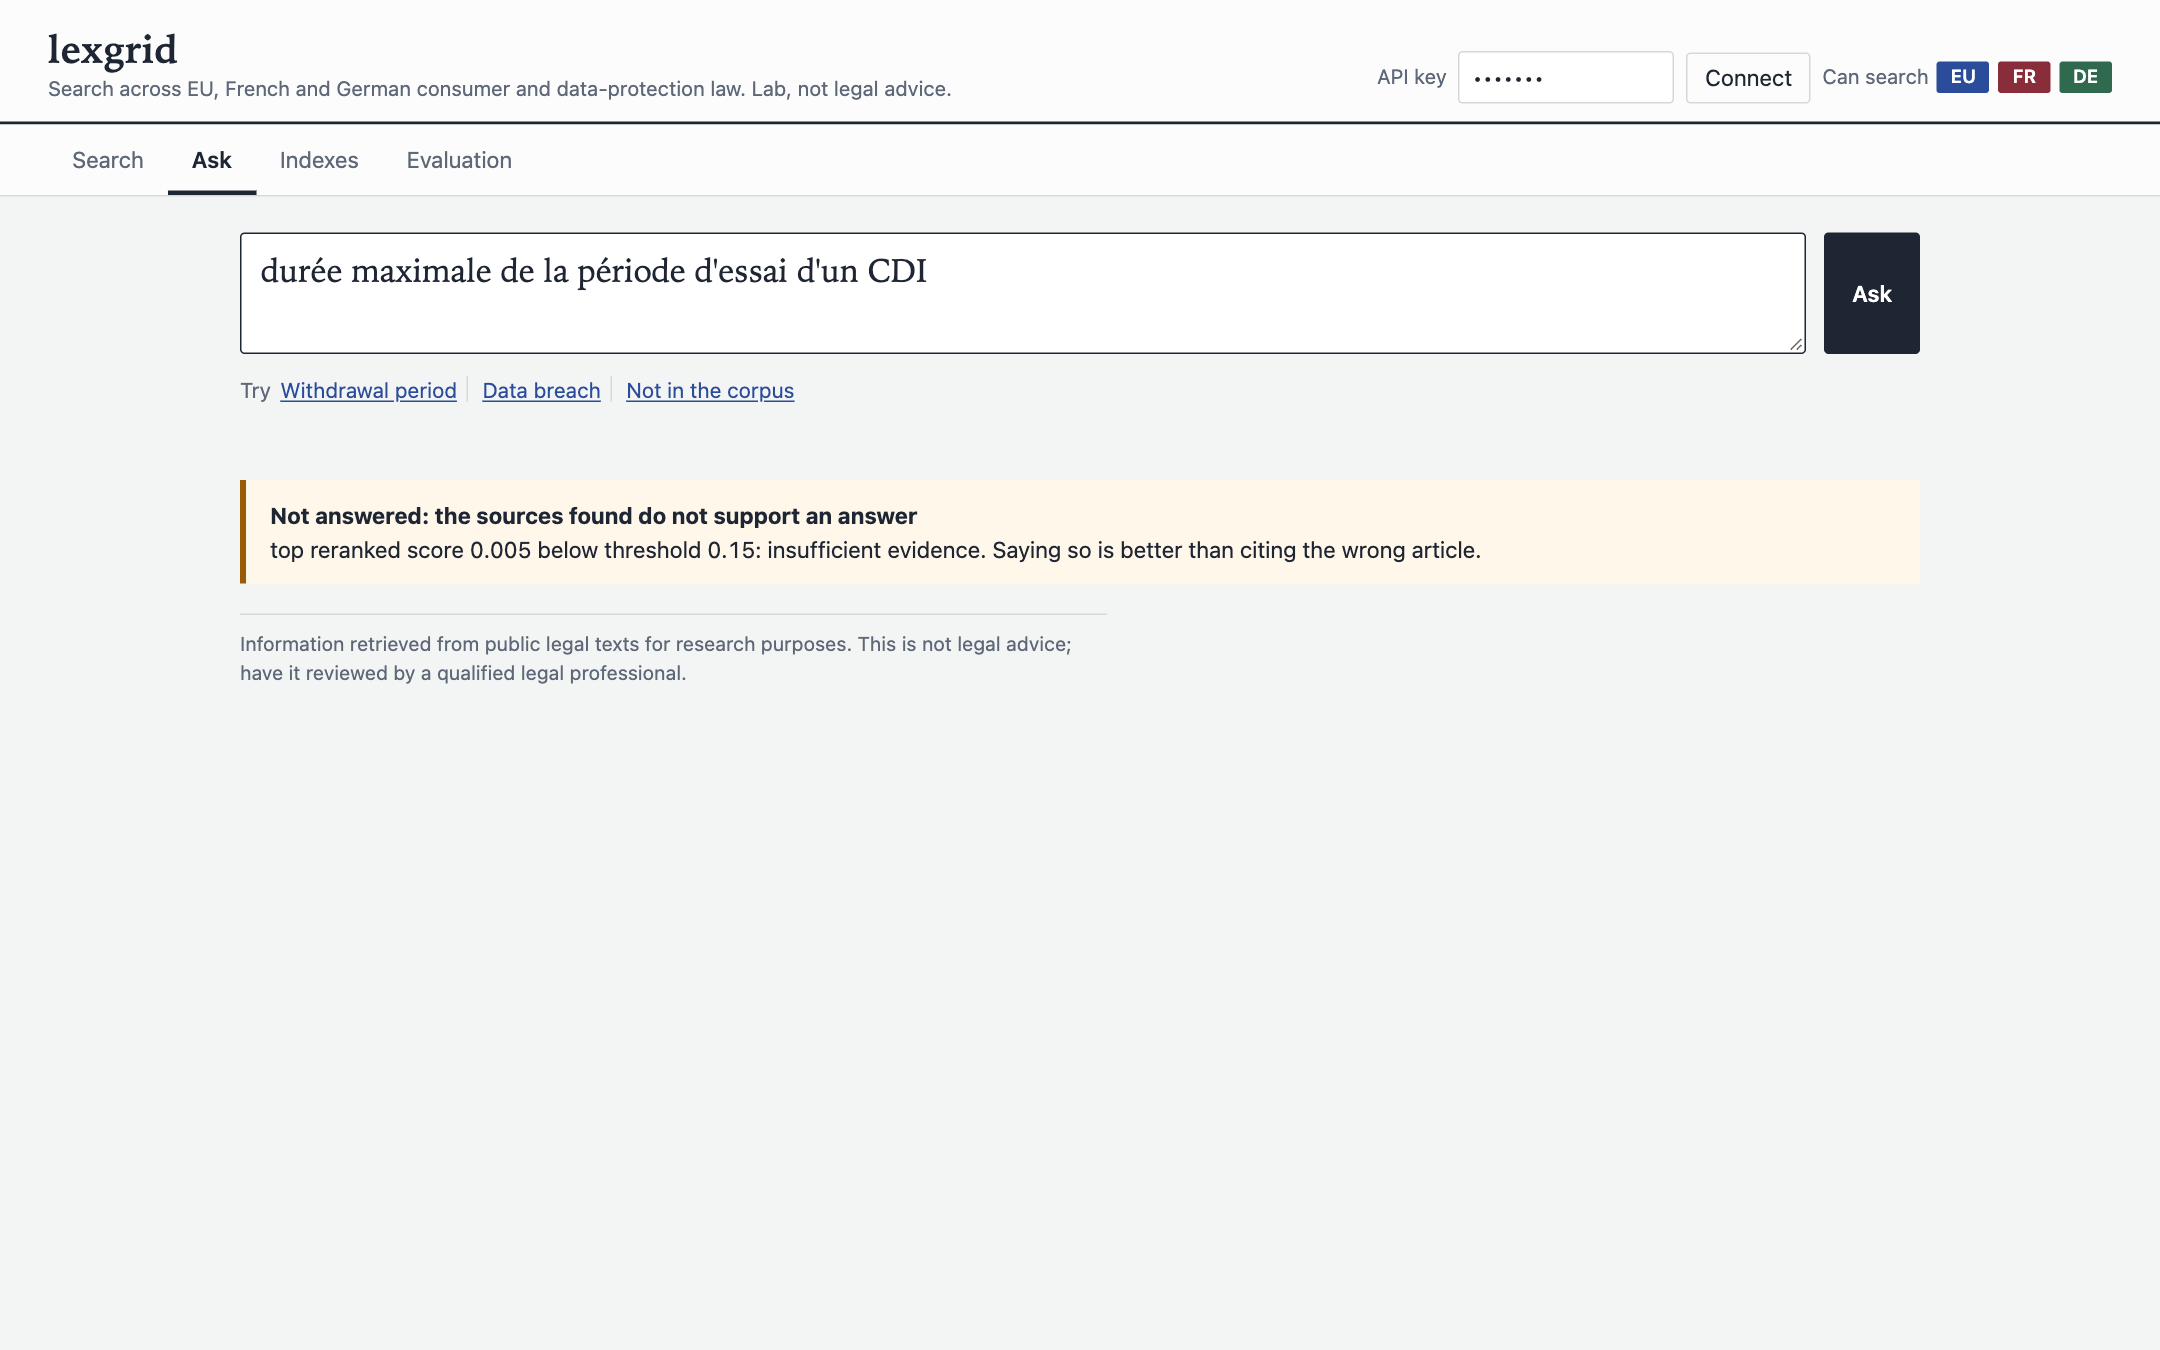 lexgrid
Search across EU, French and German consumer and data-protection law. Lab, not legal advice.
API key ••••••• Connect Can search EU FR DE
Search Ask Indexes Evaluation
durée maximale de la période d'essai d'un CDI
Ask
Try Withdrawal period Data breach Not in the corpus
Not answered: the sources found do not support an answer
top reranked score 0.005 below threshold 0.15: insufficient evidence. Saying so is better than citing the wrong article.
Information retrieved from public legal texts for research purposes. This is not legal advice;
have it reviewed by a qualified legal professional.